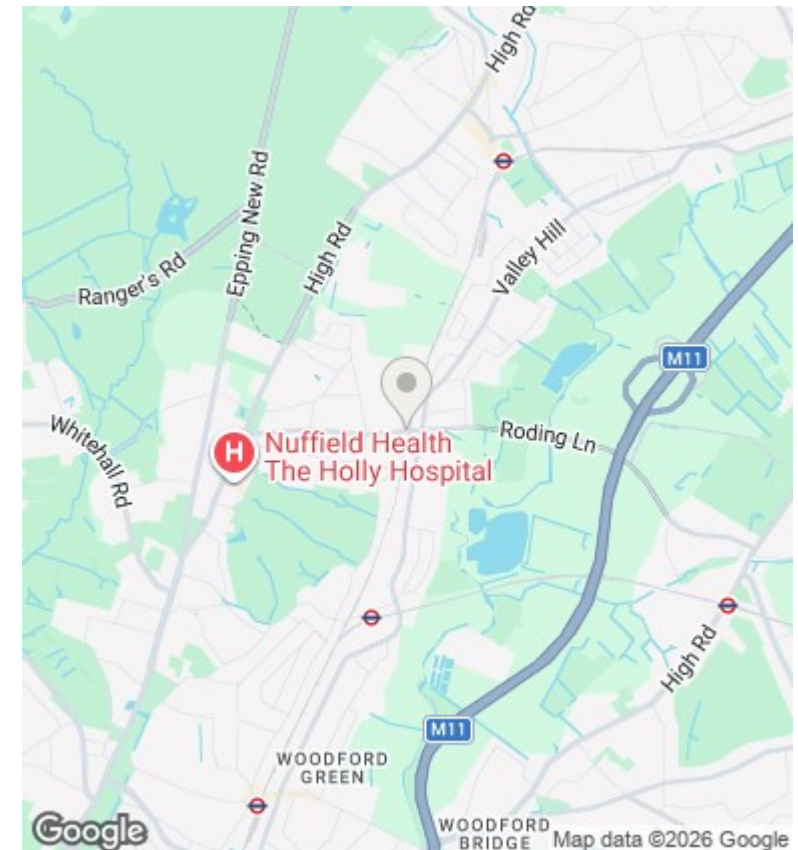 High Rd
Epping New Rd
High Rd
Ranger's Rd
Valley Hill
M11
Whitehall Rd
H
Nuffield Health
The Holly Hospital
Roding Ln
High Rd
M11
WOODFORD
GREEN
WOODFORD
BRIDGE
Google
Map data ©2026 Google